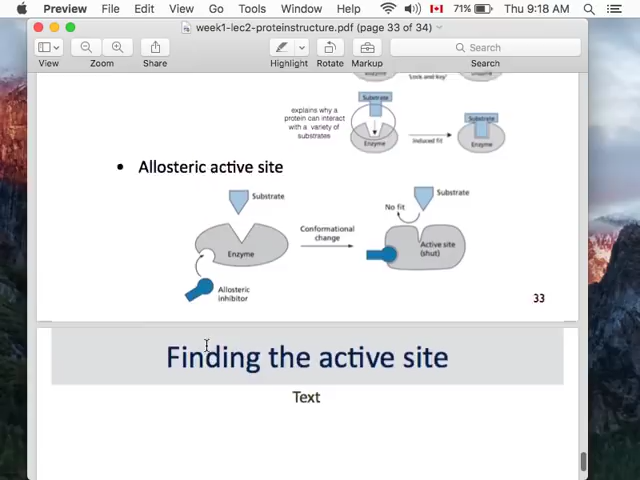 Preview File Edit View Go Tools Window Help 71% Thu 9:18 AM
week1-lec2-proteinstructure.pdf (page 33 of 34)
View Zoom Share Highlight Rotate Markup Search
'Lock and key'
Substrate
explains why a
protein can interact
with a variety of
substrates
Enzyme
Induced fit
Substrate
Enzyme
• Allosteric active site
Substrate
Enzyme
Allosteric
inhibitor
Conformational
change
Substrate
No fit
Active site
(shut)
33
Finding the active site
Text